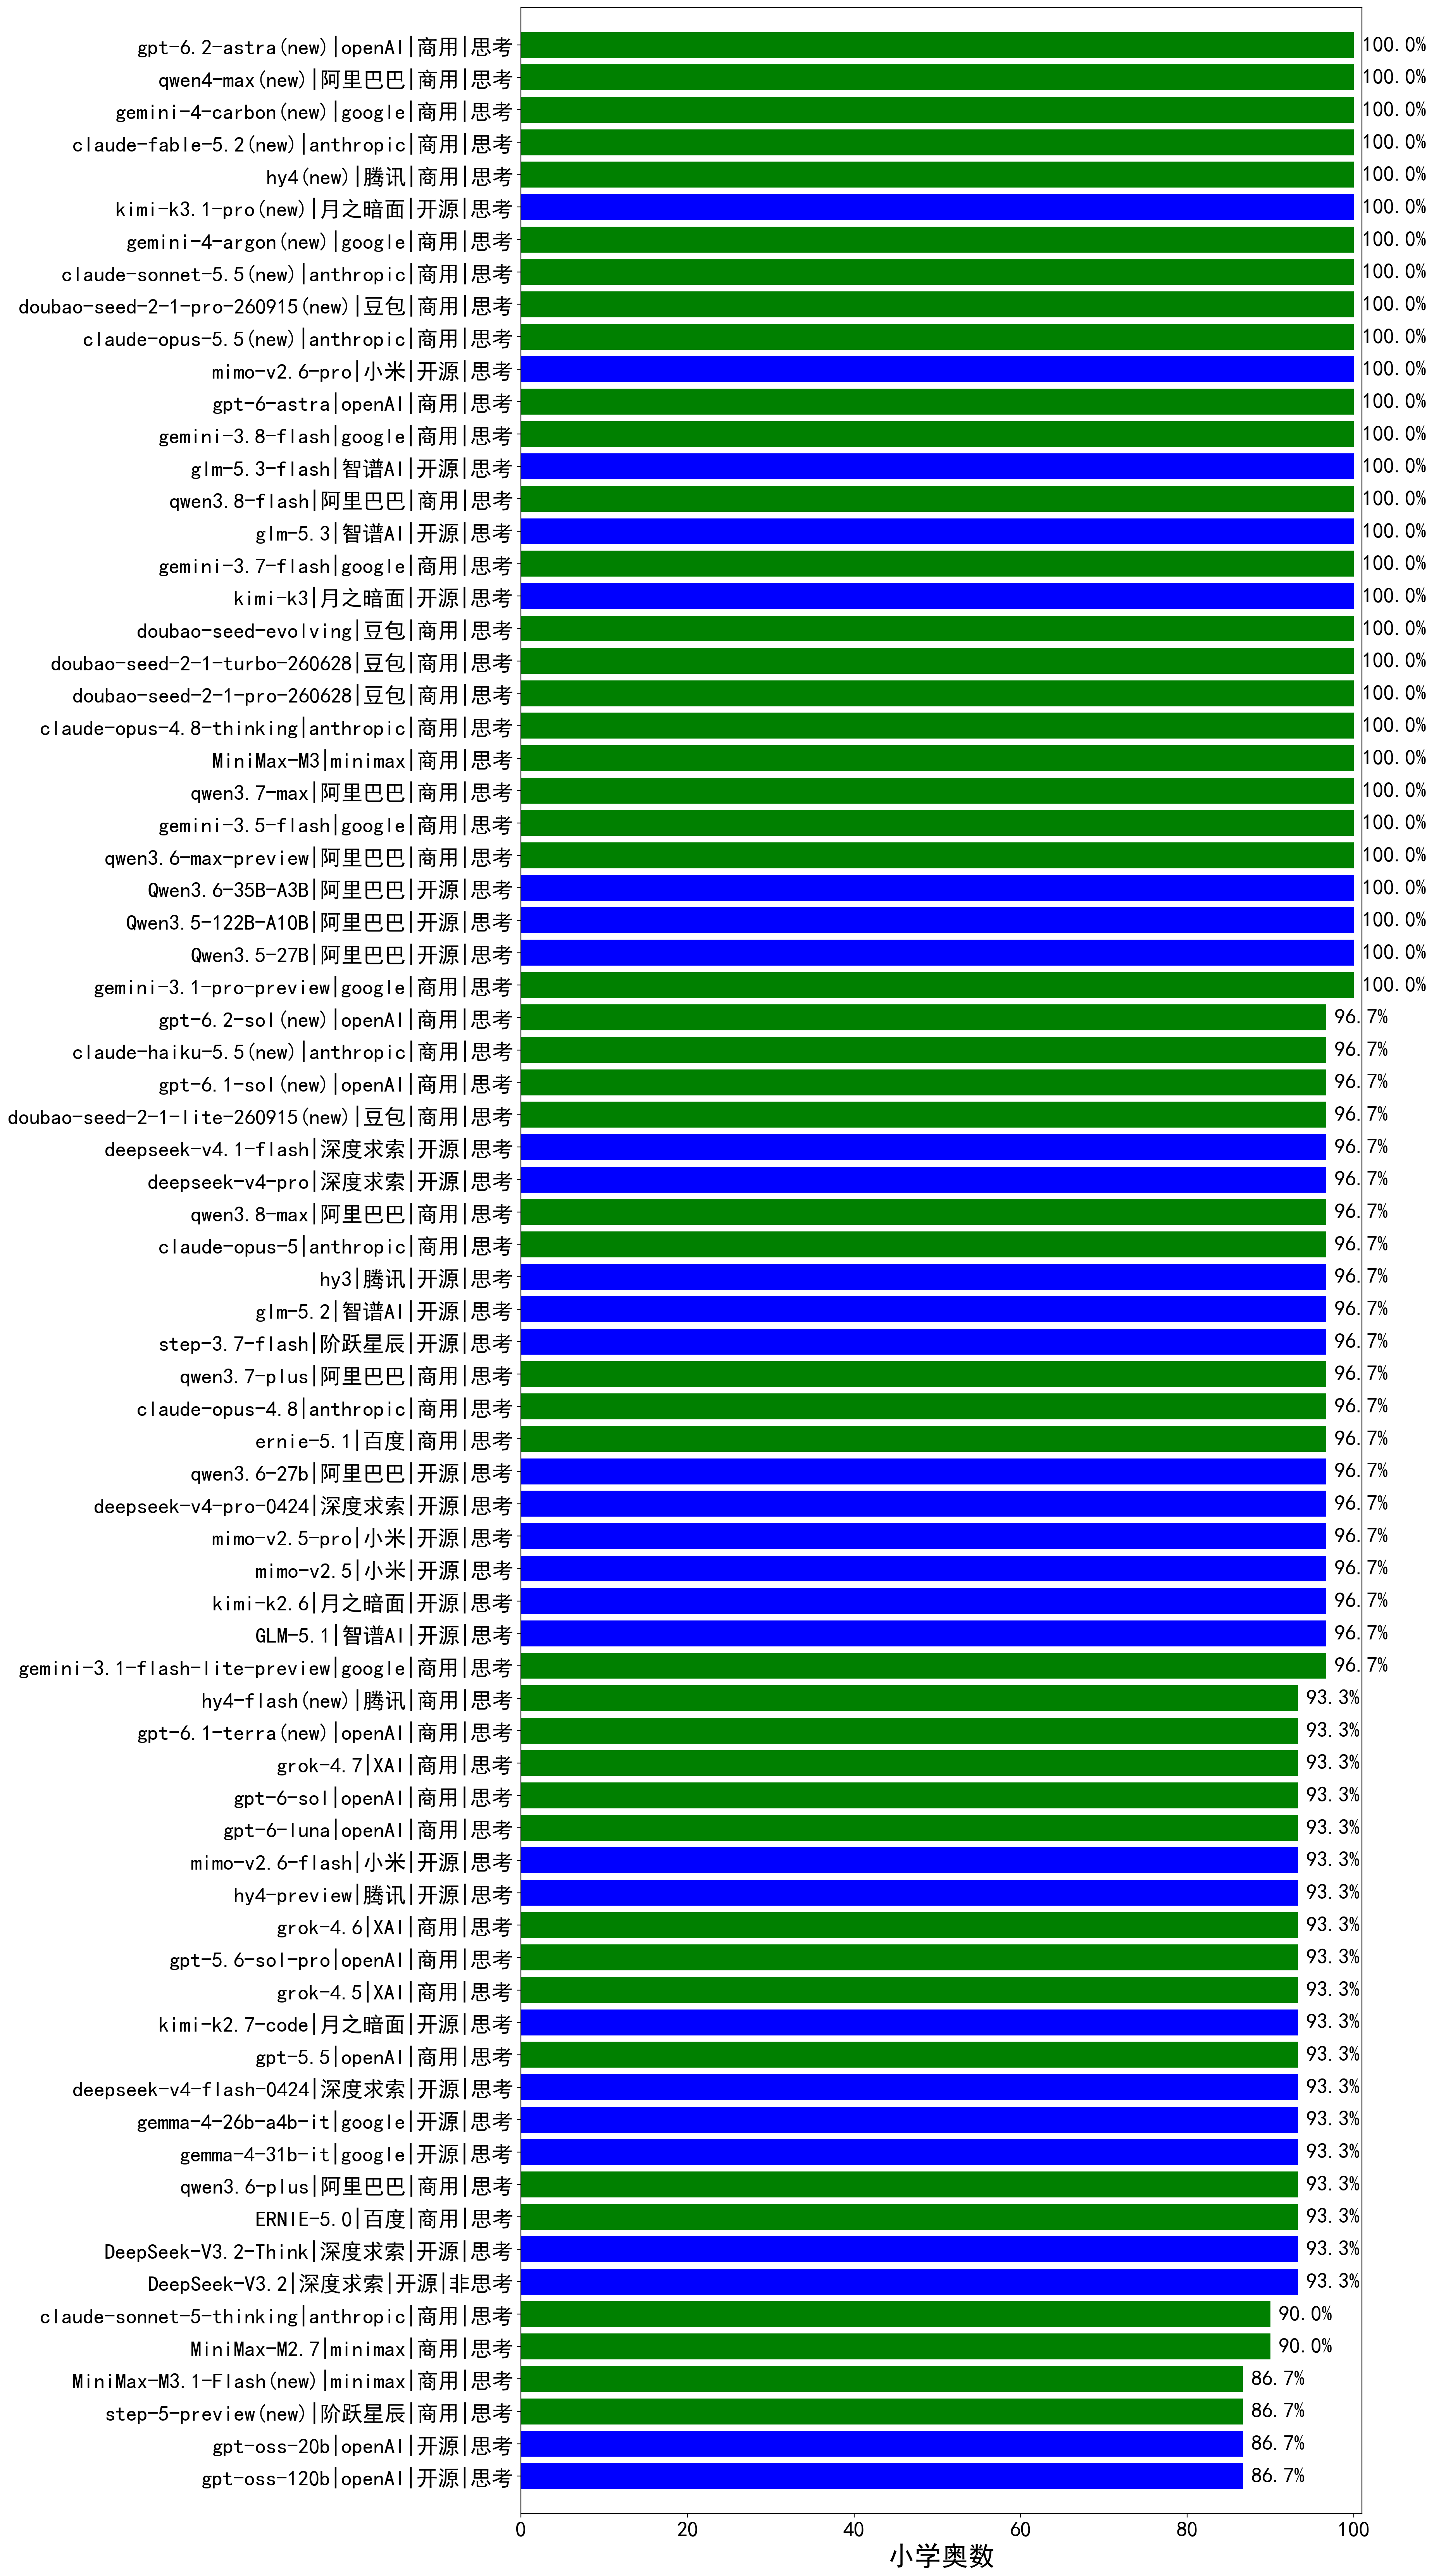 gpt-6.2-astra(new)|openAI|商用|思考 100.0%
qwen4-max(new)|阿里巴巴|商用|思考 100.0%
gemini-4-carbon(new)|google|商用|思考 100.0%
claude-fable-5.2(new)|anthropic|商用|思考 100.0%
hy4(new)|腾讯|商用|思考 100.0%
kimi-k3.1-pro(new)|月之暗面|开源|思考 100.0%
gemini-4-argon(new)|google|商用|思考 100.0%
claude-sonnet-5.5(new)|anthropic|商用|思考 100.0%
doubao-seed-2-1-pro-260915(new)|豆包|商用|思考 100.0%
claude-opus-5.5(new)|anthropic|商用|思考 100.0%
mimo-v2.6-pro|小米|开源|思考 100.0%
gpt-6-astra|openAI|商用|思考 100.0%
gemini-3.8-flash|google|商用|思考 100.0%
glm-5.3-flash|智谱AI|开源|思考 100.0%
qwen3.8-flash|阿里巴巴|商用|思考 100.0%
glm-5.3|智谱AI|开源|思考 100.0%
gemini-3.7-flash|google|商用|思考 100.0%
kimi-k3|月之暗面|开源|思考 100.0%
doubao-seed-evolving|豆包|商用|思考 100.0%
doubao-seed-2-1-turbo-260628|豆包|商用|思考 100.0%
doubao-seed-2-1-pro-260628|豆包|商用|思考 100.0%
claude-opus-4.8-thinking|anthropic|商用|思考 100.0%
MiniMax-M3|minimax|商用|思考 100.0%
qwen3.7-max|阿里巴巴|商用|思考 100.0%
gemini-3.5-flash|google|商用|思考 100.0%
qwen3.6-max-preview|阿里巴巴|商用|思考 100.0%
Qwen3.6-35B-A3B|阿里巴巴|开源|思考 100.0%
Qwen3.5-122B-A10B|阿里巴巴|开源|思考 100.0%
Qwen3.5-27B|阿里巴巴|开源|思考 100.0%
gemini-3.1-pro-preview|google|商用|思考 100.0%
gpt-6.2-sol(new)|openAI|商用|思考 96.7%
claude-haiku-5.5(new)|anthropic|商用|思考 96.7%
gpt-6.1-sol(new)|openAI|商用|思考 96.7%
doubao-seed-2-1-lite-260915(new)|豆包|商用|思考 96.7%
deepseek-v4.1-flash|深度求索|开源|思考 96.7%
deepseek-v4-pro|深度求索|开源|思考 96.7%
qwen3.8-max|阿里巴巴|商用|思考 96.7%
claude-opus-5|anthropic|商用|思考 96.7%
hy3|腾讯|开源|思考 96.7%
glm-5.2|智谱AI|开源|思考 96.7%
step-3.7-flash|阶跃星辰|开源|思考 96.7%
qwen3.7-plus|阿里巴巴|商用|思考 96.7%
claude-opus-4.8|anthropic|商用|思考 96.7%
ernie-5.1|百度|商用|思考 96.7%
qwen3.6-27b|阿里巴巴|开源|思考 96.7%
deepseek-v4-pro-0424|深度求索|开源|思考 96.7%
mimo-v2.5-pro|小米|开源|思考 96.7%
mimo-v2.5|小米|开源|思考 96.7%
kimi-k2.6|月之暗面|开源|思考 96.7%
GLM-5.1|智谱AI|开源|思考 96.7%
gemini-3.1-flash-lite-preview|google|商用|思考 96.7%
hy4-flash(new)|腾讯|商用|思考 93.3%
gpt-6.1-terra(new)|openAI|商用|思考 93.3%
grok-4.7|XAI|商用|思考 93.3%
gpt-6-sol|openAI|商用|思考 93.3%
gpt-6-luna|openAI|商用|思考 93.3%
mimo-v2.6-flash|小米|开源|思考 93.3%
hy4-preview|腾讯|开源|思考 93.3%
grok-4.6|XAI|商用|思考 93.3%
gpt-5.6-sol-pro|openAI|商用|思考 93.3%
grok-4.5|XAI|商用|思考 93.3%
kimi-k2.7-code|月之暗面|开源|思考 93.3%
gpt-5.5|openAI|商用|思考 93.3%
deepseek-v4-flash-0424|深度求索|开源|思考 93.3%
gemma-4-26b-a4b-it|google|开源|思考 93.3%
gemma-4-31b-it|google|开源|思考 93.3%
qwen3.6-plus|阿里巴巴|商用|思考 93.3%
ERNIE-5.0|百度|商用|思考 93.3%
DeepSeek-V3.2-Think|深度求索|开源|思考 93.3%
DeepSeek-V3.2|深度求索|开源|非思考 93.3%
claude-sonnet-5-thinking|anthropic|商用|思考 90.0%
MiniMax-M2.7|minimax|商用|思考 90.0%
MiniMax-M3.1-Flash(new)|minimax|商用|思考 86.7%
step-5-preview(new)|阶跃星辰|商用|思考 86.7%
gpt-oss-20b|openAI|开源|思考 86.7%
gpt-oss-120b|openAI|开源|思考 86.7%
0 20 40 60 80 100
小学奥数